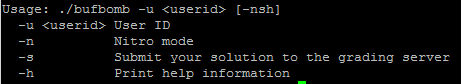 Usage: ./bufbomb -u <userid> [-nsh]
-u <userid> User ID
-n Nitro mode
-s Submit your solution to the grading server
-h Print help information